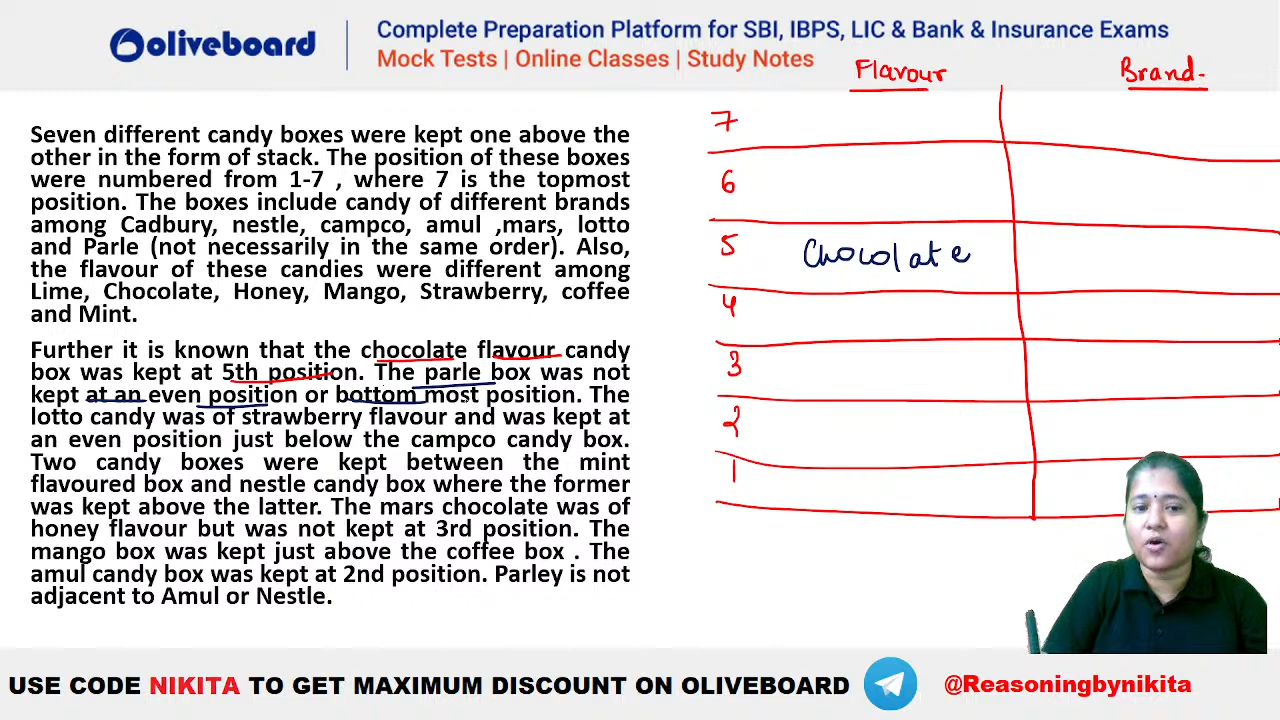 oliveboard
Complete Preparation Platform for SBI, IBPS, LIC & Bank & Insurance Exams
Mock Tests | Online Classes | Study Notes
Flavour Brand-
Seven different candy boxes were kept one above the
other in the form of stack. The position of these boxes
were numbered from 1-7 , where 7 is the topmost
position. The boxes include candy of different brands
among Cadbury, nestle, campco, amul ,mars, lotto
and Parle (not necessarily in the same order). Also,
the flavour of these candies were different among
Lime, Chocolate, Honey, Mango, Strawberry, coffee
and Mint.
Further it is known that the chocolate flavour candy
box was kept at 5th position. The parle box was not
kept at an even position or bottom most position. The
lotto candy was of strawberry flavour and was kept at
an even position just below the campco candy box.
Two candy boxes were kept between the mint
flavoured box and nestle candy box where the former
was kept above the latter. The mars chocolate was of
honey flavour but was not kept at 3rd position. The
mango box was kept just above the coffee box . The
amul candy box was kept at 2nd position. Parley is not
adjacent to Amul or Nestle.
7
6
5 Chocolate
4
3
2
1
USE CODE NIKITA TO GET MAXIMUM DISCOUNT ON OLIVEBOARD
@Reasoningbynikita